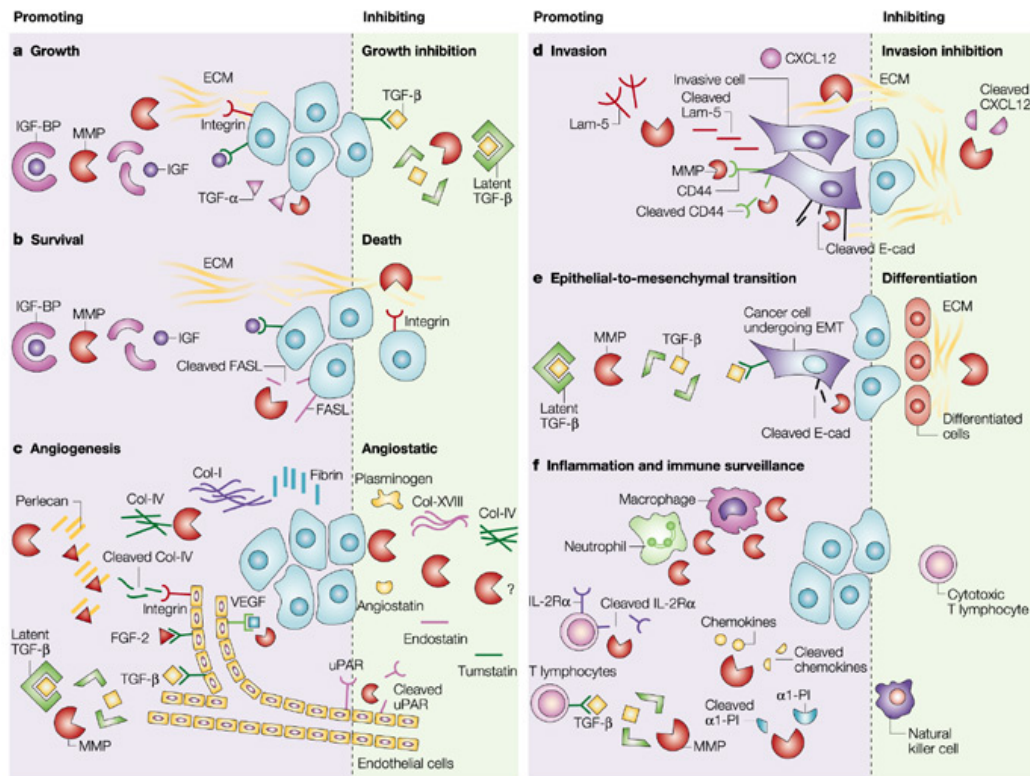 Promoting
Inhibiting
a Growth
Growth inhibition
ECM
TGF-β
IGF-BP
MMP
Integrin
IGF
TGF-α
Latent
TGF-β
b Survival
Death
ECM
IGF-BP
MMP
IGF
Integrin
Cleaved FASL
FASL
c Angiogenesis
Angiostatic
Col-I
Fibrin
Plasminogen
Perlecan
Col-IV
Col-XVIII
Col-IV
Cleaved Col-IV
?
Integrin
VEGF
Angiostatin
FGF-2
Endostatin
Latent
TGF-β
uPAR
Tumstatin
TGF-β
Cleaved
uPAR
MMP
Endothelial cells
Promoting
Inhibiting
d Invasion
Invasion inhibition
CXCL12
Invasive cell
ECM
Cleaved
CXCL12
Cleaved
Lam-5
Lam-5
MMP
CD44
Cleaved CD44
Cleaved E-cad
e Epithelial-to-mesenchymal transition
Differentiation
Cancer cell
undergoing EMT
ECM
MMP
TGF-β
Latent
TGF-β
Cleaved E-cad
Differentiated
cells
f Inflammation and immune surveillance
Macrophage
Neutrophil
Cytotoxic
T lymphocyte
IL-2Rα
Cleaved IL-2Rα
Chemokines
Cleaved
chemokines
T lymphocytes
α1-PI
Cleaved
α1-PI
TGF-β
MMP
Natural
killer cell